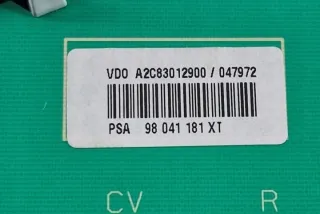 VDO A2C83012900 / 047972
PSA 98 041 181 XT
CV R